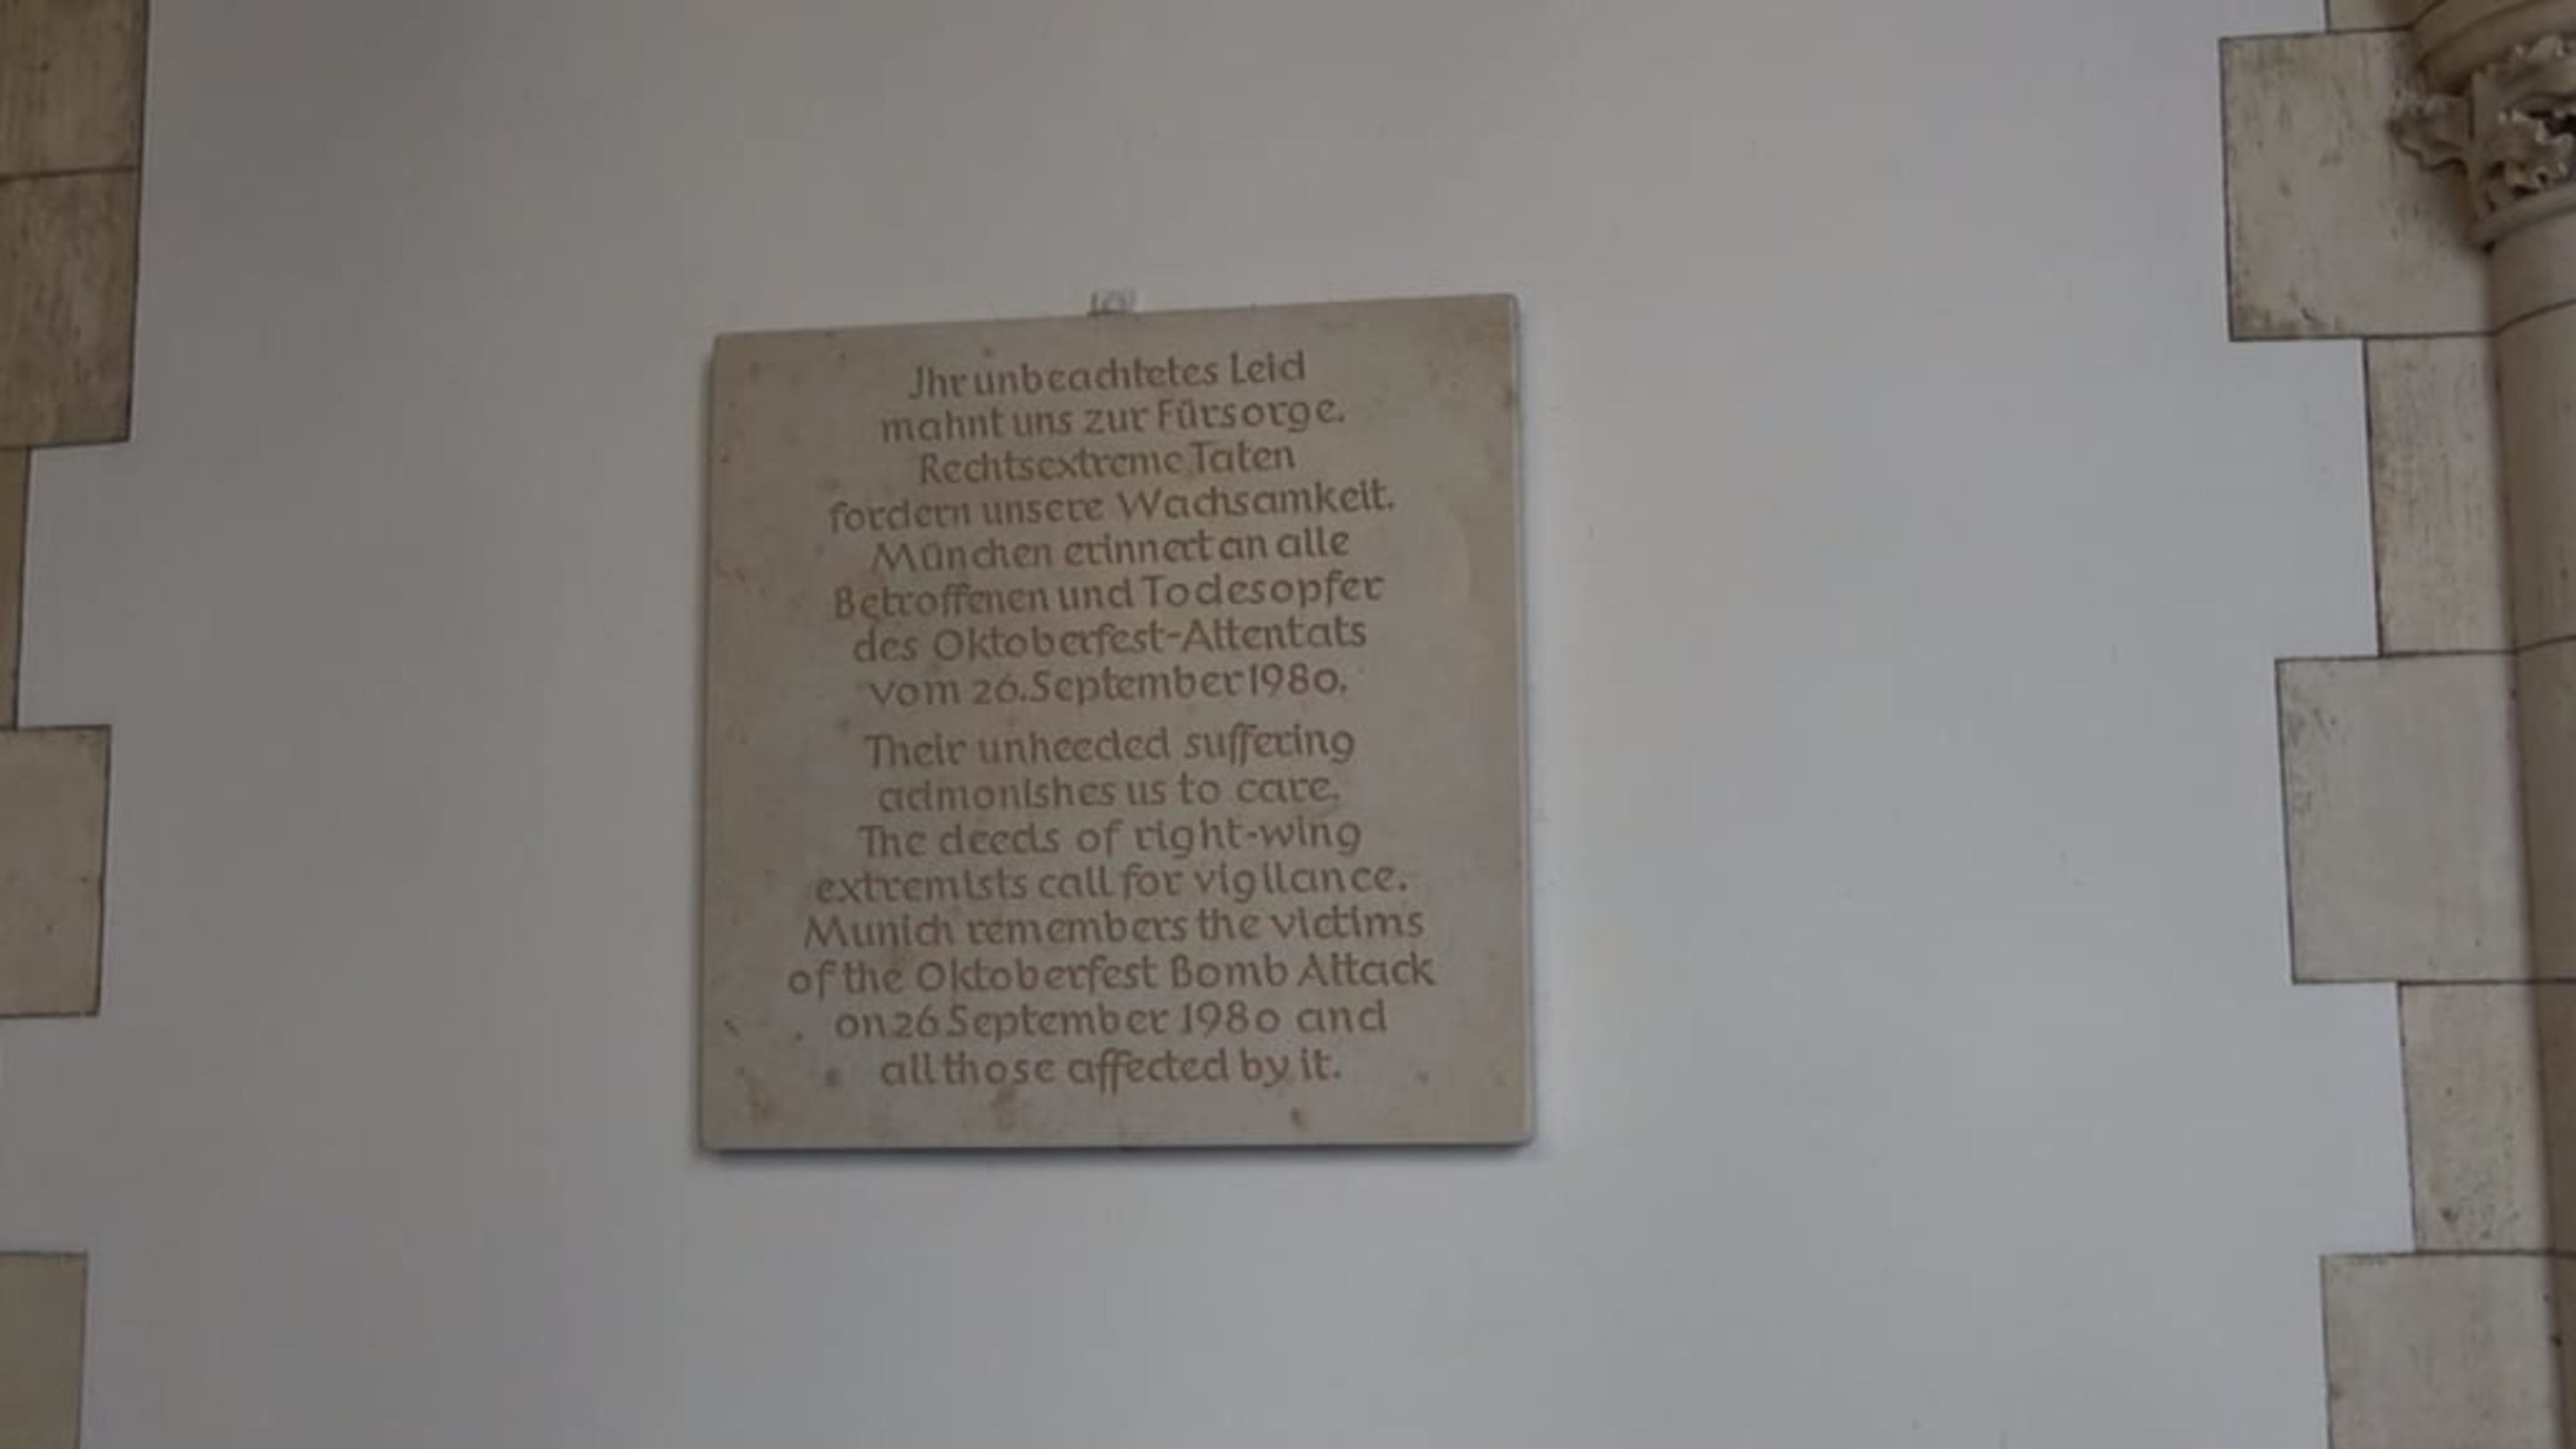 Jhr unbeachtetes Leid
mahnt uns zur Fürsorge.
Rechtsextreme Taten
fordern unsere Wachsamkeit.
München erinnert an alle
Betroffenen und Todesopfer
des Oktoberfest-Attentats
vom 26. September 1980.
Their unheeded suffering
admonishes us to care.
The deeds of right-wing
extremists call for vigilance.
Munich remembers the victims
of the Oktoberfest Bomb Attack
on 26 September 1980 and
all those affected by it.